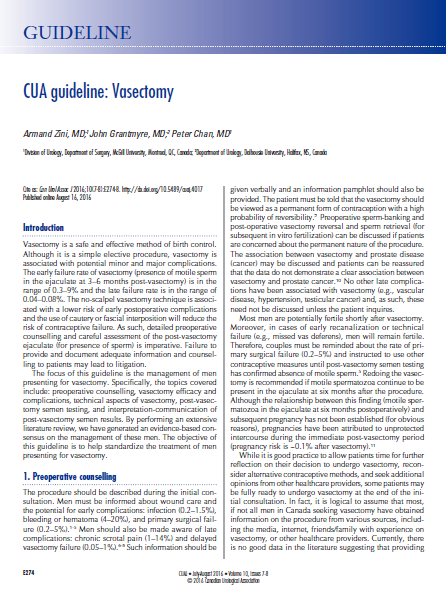 GUIDELINE
CUA guideline: Vasectomy
Armand Zini, MD;¹ John Grantmyre, MD;² Peter Chan, MD¹
¹Division of Urology, Department of Surgery, McGill University, Montreal, QC, Canada; ²Department of Urology, Dalhousie University, Halifax, NS, Canada
Cite as: Can Urol Assoc J 2016;10(7-8):E274-8. http://dx.doi.org/10.5489/cuaj.4017
Published online August 16, 2016
Introduction
Vasectomy is a safe and effective method of birth control.
Although it is a simple elective procedure, vasectomy is
associated with potential minor and major complications.
The early failure rate of vasectomy (presence of motile sperm
in the ejaculate at 3–6 months post-vasectomy) is in the
range of 0.3–9% and the late failure rate is in the range of
0.04–0.08%. The no-scalpel vasectomy technique is associ-
ated with a lower risk of early postoperative complications
and the use of cautery or fascial interposition will reduce the
risk of contraceptive failure. As such, detailed preoperative
counselling and careful assessment of the post-vasectomy
ejaculate (for presence of sperm) is imperative. Failure to
provide and document adequate information and counsel-
ling to patients may lead to litigation.
The focus of this guideline is the management of men
presenting for vasectomy. Specifically, the topics covered
include: preoperative counselling, vasectomy efficacy and
complications, technical aspects of vasectomy, post-vasec-
tomy semen testing, and interpretation-communication of
post-vasectomy semen results. By performing an extensive
literature review, we have generated an evidence-based con-
sensus on the management of these men. The objective of
this guideline is to help standardize the treatment of men
presenting for vasectomy.
1. Preoperative counselling
The procedure should be described during the initial con-
sultation. Men must be informed about wound care and
the potential for early complications: infection (0.2–1.5%),
bleeding or hematoma (4–20%), and primary surgical fail-
ure (0.2–5%). Men should also be made aware of late
complications: chronic scrotal pain (1–14%) and delayed
vasectomy failure (0.05–1%). Such information should be
given verbally and an information pamphlet should also be
provided. The patient must be told that the vasectomy should
be viewed as a permanent form of contraception with a high
probability of reversibility. Preoperative sperm-banking and
post-operative vasectomy reversal and sperm retrieval (for
subsequent in vitro fertilization) can be discussed if patients
are concerned about the permanent nature of the procedure.
The association between vasectomy and prostate disease
(cancer) may be discussed and patients can be reassured
that the data do not demonstrate a clear association between
vasectomy and prostate cancer. No other late complica-
tions have been associated with vasectomy (e.g., vascular
disease, hypertension, testicular cancer) and, as such, these
need not be discussed unless the patient inquires.
Most men are potentially fertile shortly after vasectomy.
Moreover, in cases of early recanalization or technical
failure (e.g., missed vas deferens), men will remain fertile.
Therefore, couples must be reminded about the rate of pri-
mary surgical failure (0.2–5%) and instructed to use other
contraceptive measures until post-vasectomy semen testing
has confirmed absence of motile sperm. Redoing the vasec-
tomy is recommended if motile spermatozoa continue to be
present in the ejaculate at six months after the procedure.
Although the relationship between this finding (motile sper-
matozoa in the ejaculate at six months postoperatively) and
subsequent pregnancy has not been established (for obvious
reasons), pregnancies have been attributed to unprotected
intercourse during the immediate post-vasectomy period
(pregnancy risk is ~0.1% after vasectomy).
While it is good practice to allow patients time for further
reflection on their decision to undergo vasectomy, recon-
sider alternative contraceptive methods, and seek additional
opinions from other healthcare providers, some patients may
be fully ready to undergo vasectomy at the end of the ini-
tial consultation. In fact, it is logical to assume that most,
if not all men in Canada seeking vasectomy have obtained
information on the procedure from various sources, includ-
ing the media, internet, friends/family with experience on
vasectomy, or other healthcare providers. Currently, there
is no good data in the literature suggesting that providing
E274
CUAJ • July-August 2016 • Volume 10, Issues 7-8
© 2016 Canadian Urological Association